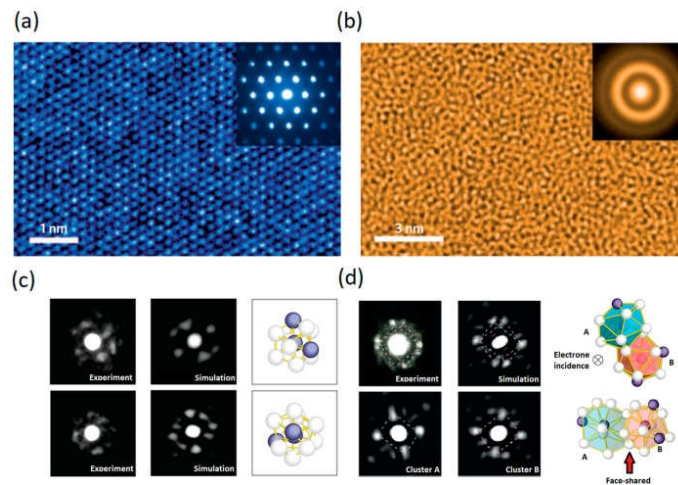 (a)
(b)
1 nm
3 nm
(c)
(d)
Experiment
Simulation
Experiment
Simulation
A
B
Electrone
incidence
Experiment
Simulation
Cluster A
Cluster B
A
B
Face-shared